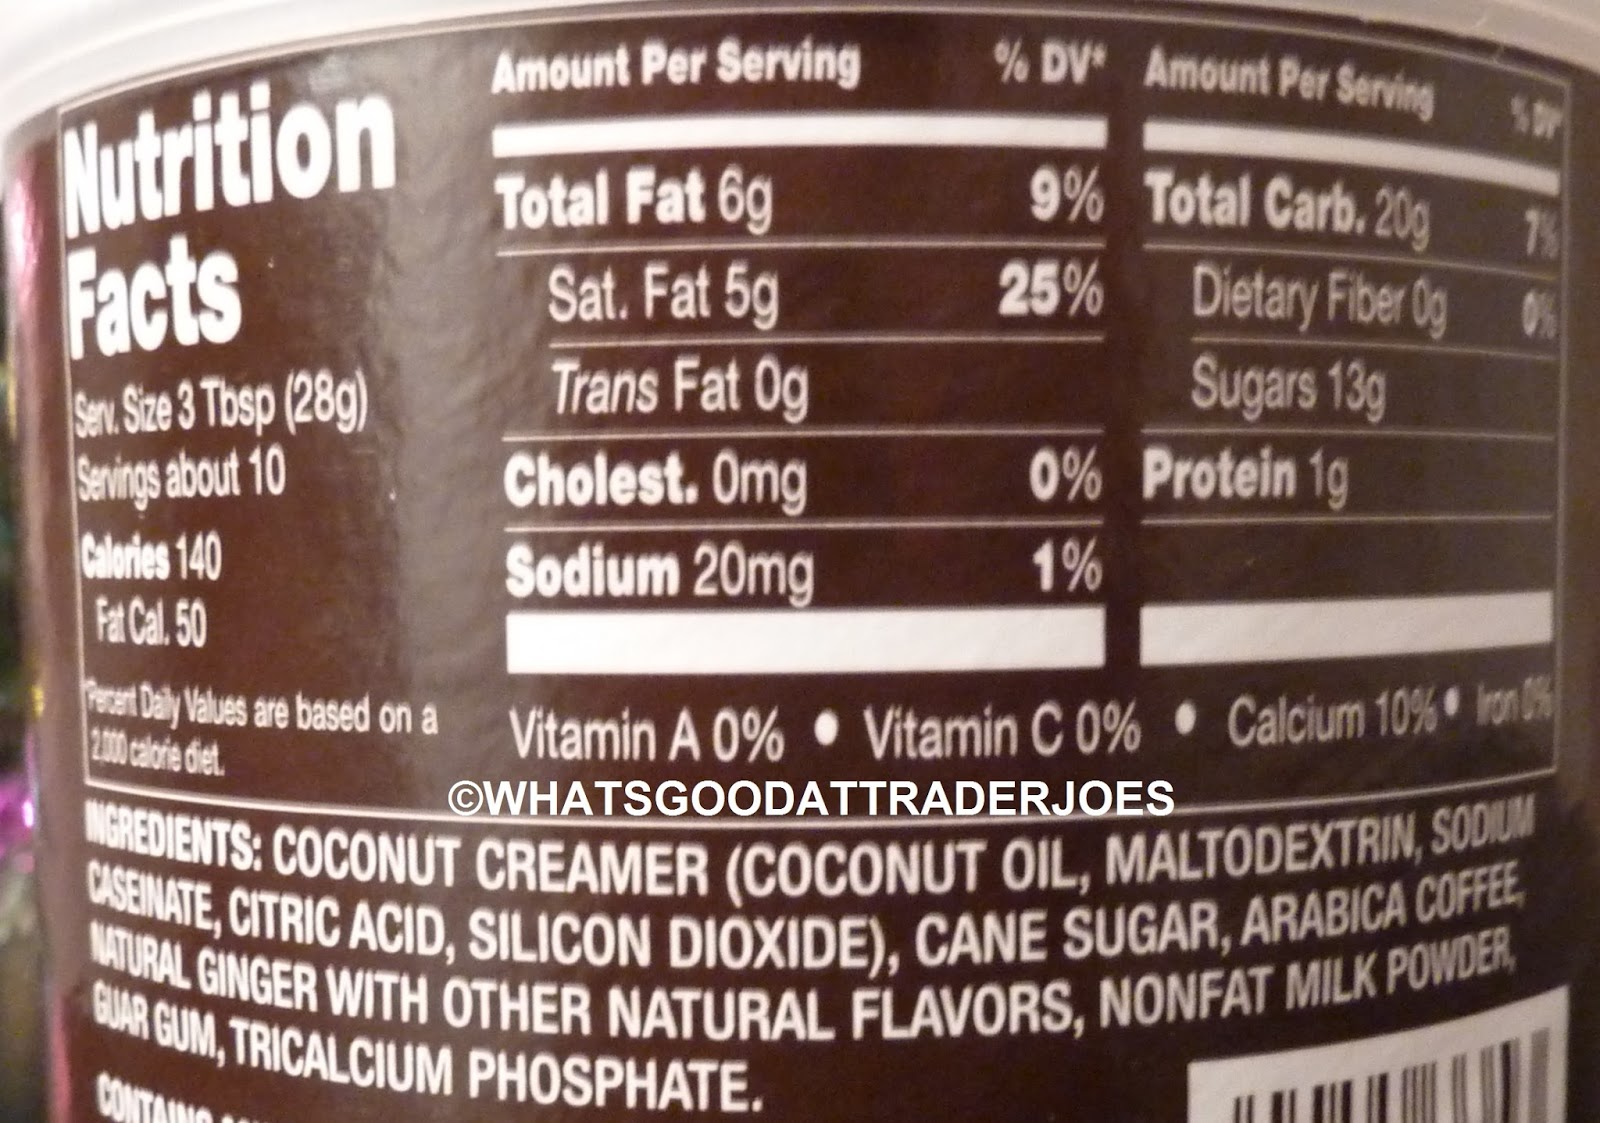 Nutrition
Facts
Serv. Size 3 Tbsp (28g)
Servings about 10
Calories 140
Fat Cal. 50
*Percent Daily Values are based on a
2,000 calorie diet.
Amount Per Serving % DV*
Total Fat 6g 9%
Sat. Fat 5g 25%
Trans Fat 0g
Cholest. 0mg 0%
Sodium 20mg 1%
Amount Per Serving % DV*
Total Carb. 20g 7%
Dietary Fiber 0g 0%
Sugars 13g
Protein 1g
Vitamin A 0% • Vitamin C 0% • Calcium 10% • Iron 0%
©WHATSGOODATTRADERJOES
INGREDIENTS: COCONUT CREAMER (COCONUT OIL, MALTODEXTRIN, SODIUM
CASEINATE, CITRIC ACID, SILICON DIOXIDE), CANE SUGAR, ARABICA COFFEE,
NATURAL GINGER WITH OTHER NATURAL FLAVORS, NONFAT MILK POWDER,
GUAR GUM, TRICALCIUM PHOSPHATE.
CONTAINS